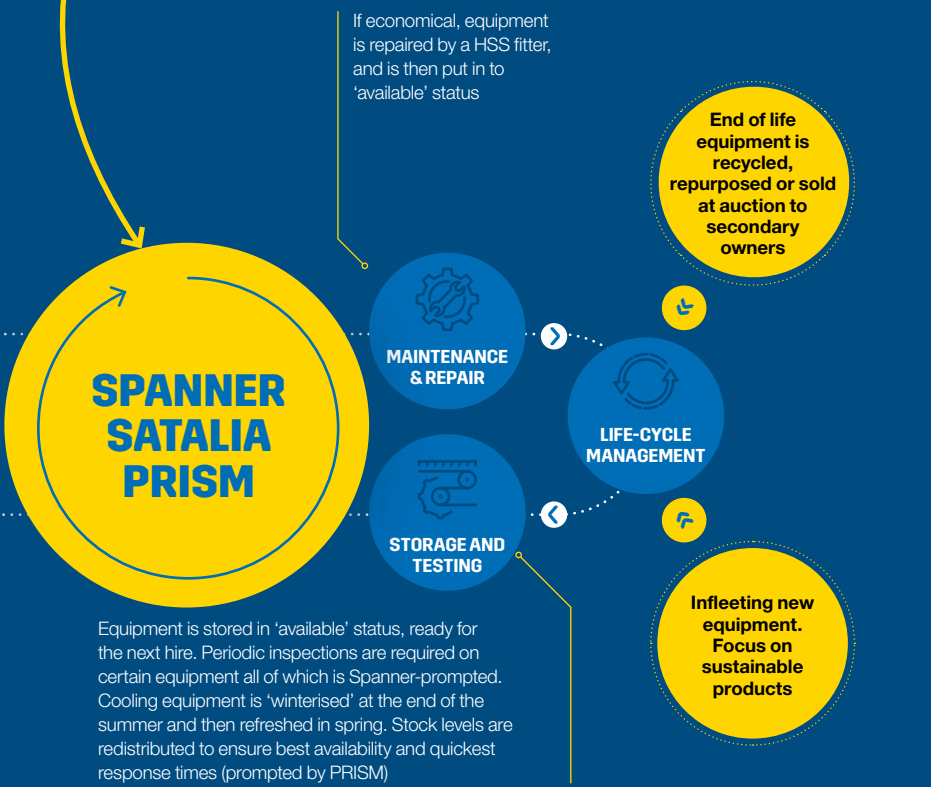 If economical, equipment
is repaired by a HSS fitter,
and is then put in to
‘available’ status
End of life
equipment is
recycled,
repurposed or sold
at auction to
secondary
owners
MAINTENANCE
& REPAIR
SPANNER
SATALIA
PRISM
LIFE-CYCLE
MANAGEMENT
STORAGE AND
TESTING
Infleeting new
equipment.
Focus on
sustainable
products
Equipment is stored in ‘available’ status, ready for
the next hire. Periodic inspections are required on
certain equipment all of which is Spanner-prompted.
Cooling equipment is ‘winterised’ at the end of the
summer and then refreshed in spring. Stock levels are
redistributed to ensure best availability and quickest
response times (prompted by PRISM)